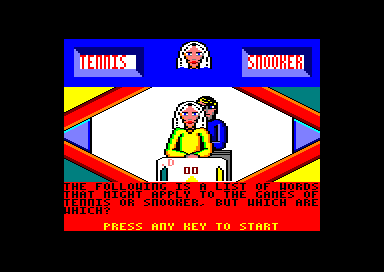 TENNIS SNOOKER
D
00
THE FOLLOWING IS A LIST OF WORDS
THAT MIGHT APPLY TO THE GAMES OF
TENNIS OR SNOOKER, BUT WHICH ARE
WHICH?
PRESS ANY KEY TO START